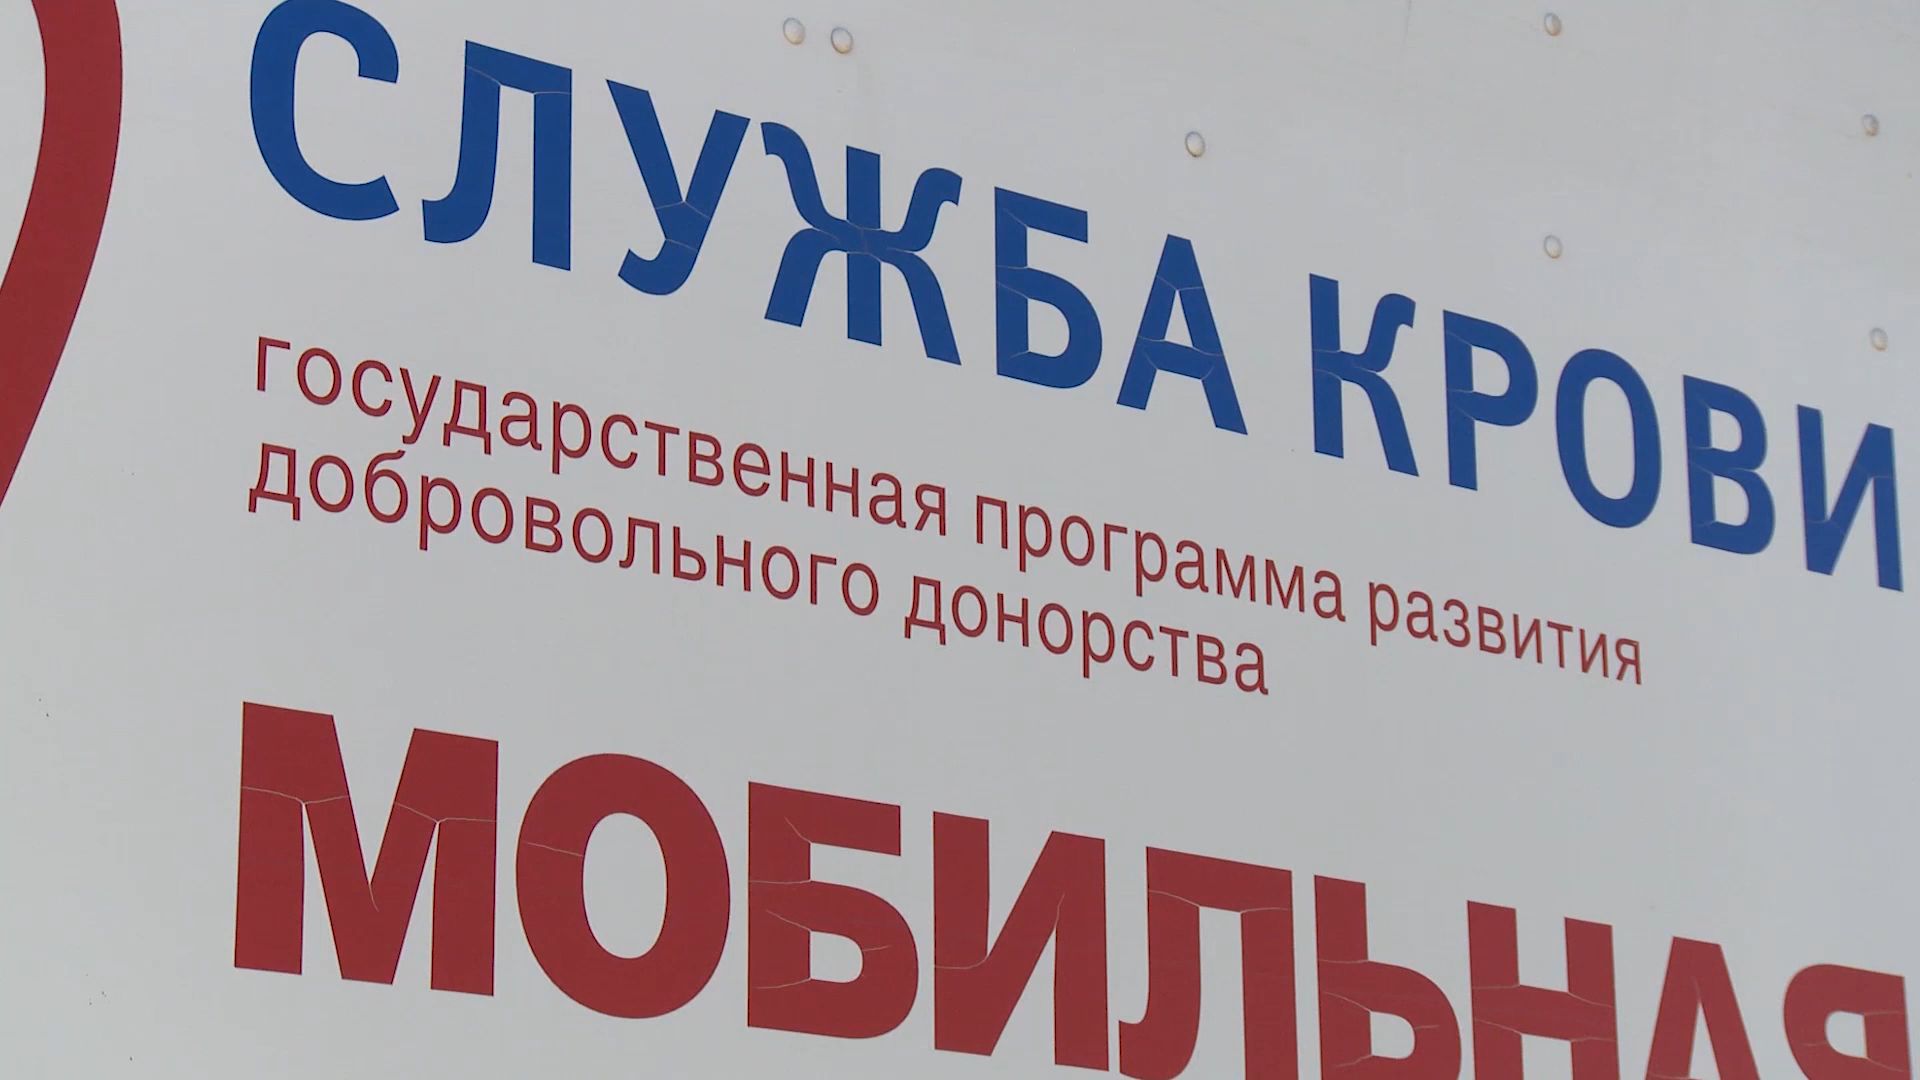 СЛУЖБА КРОВИ
государственная программа развития
добровольного донорства
МОБИЛЬНАЯ